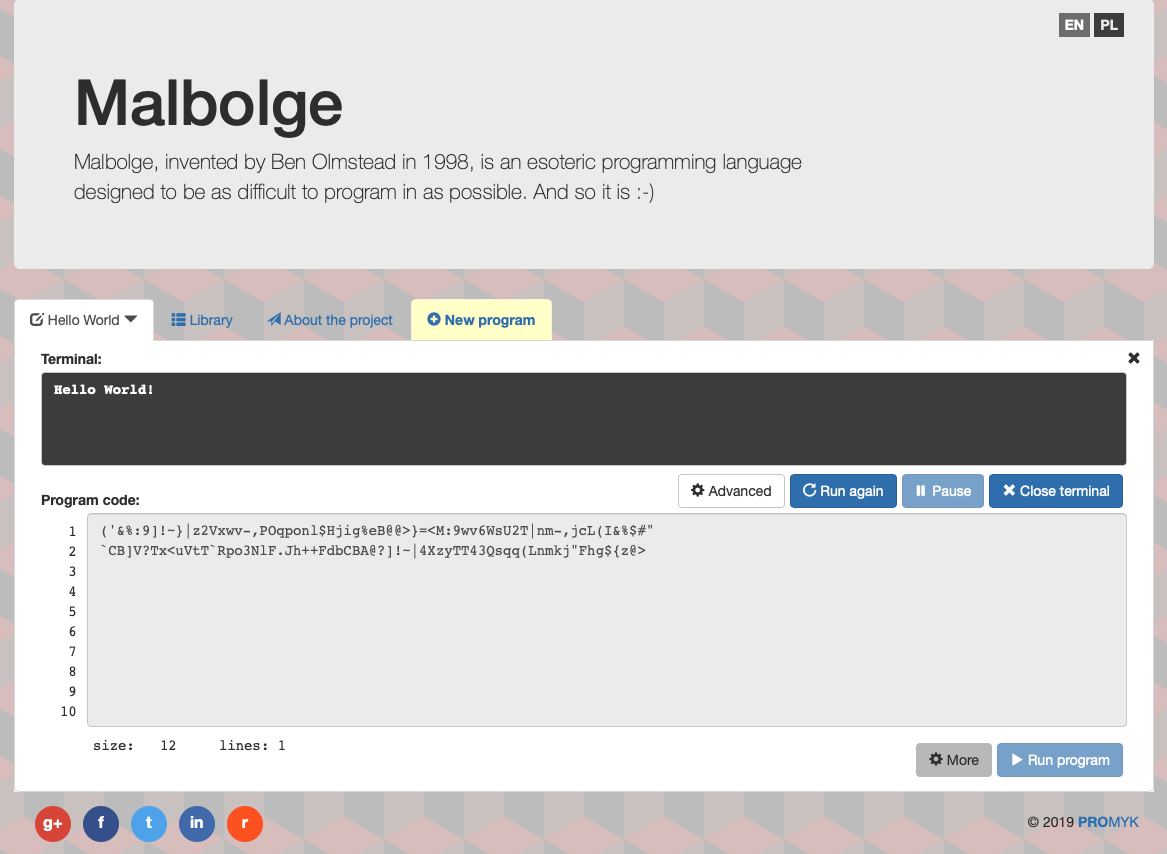 EN PL
Malbolge
Malbolge, invented by Ben Olmstead in 1998, is an esoteric programming language
designed to be as difficult to program in as possible. And so it is :-)
Hello World Library About the project New program
Terminal:
Hello World!
Advanced Run again Pause Close terminal
Program code:
1 ('&%:9]!~}|z2Vxwv-,POqponl$Hjig%eB@@>}=<M:9wv6WsU2T|nm-,jcL(I&%$#"
2 `CB]V?Tx<uVtT`Rpo3NlF.Jh++FdbCBA@?]!~|4XzyTT43Qsqq(Lnmkj"Fhg${z@>
3
4
5
6
7
8
9
10
size: 12 lines: 1
More Run program
g+ f t in r
© 2019 PROMYK